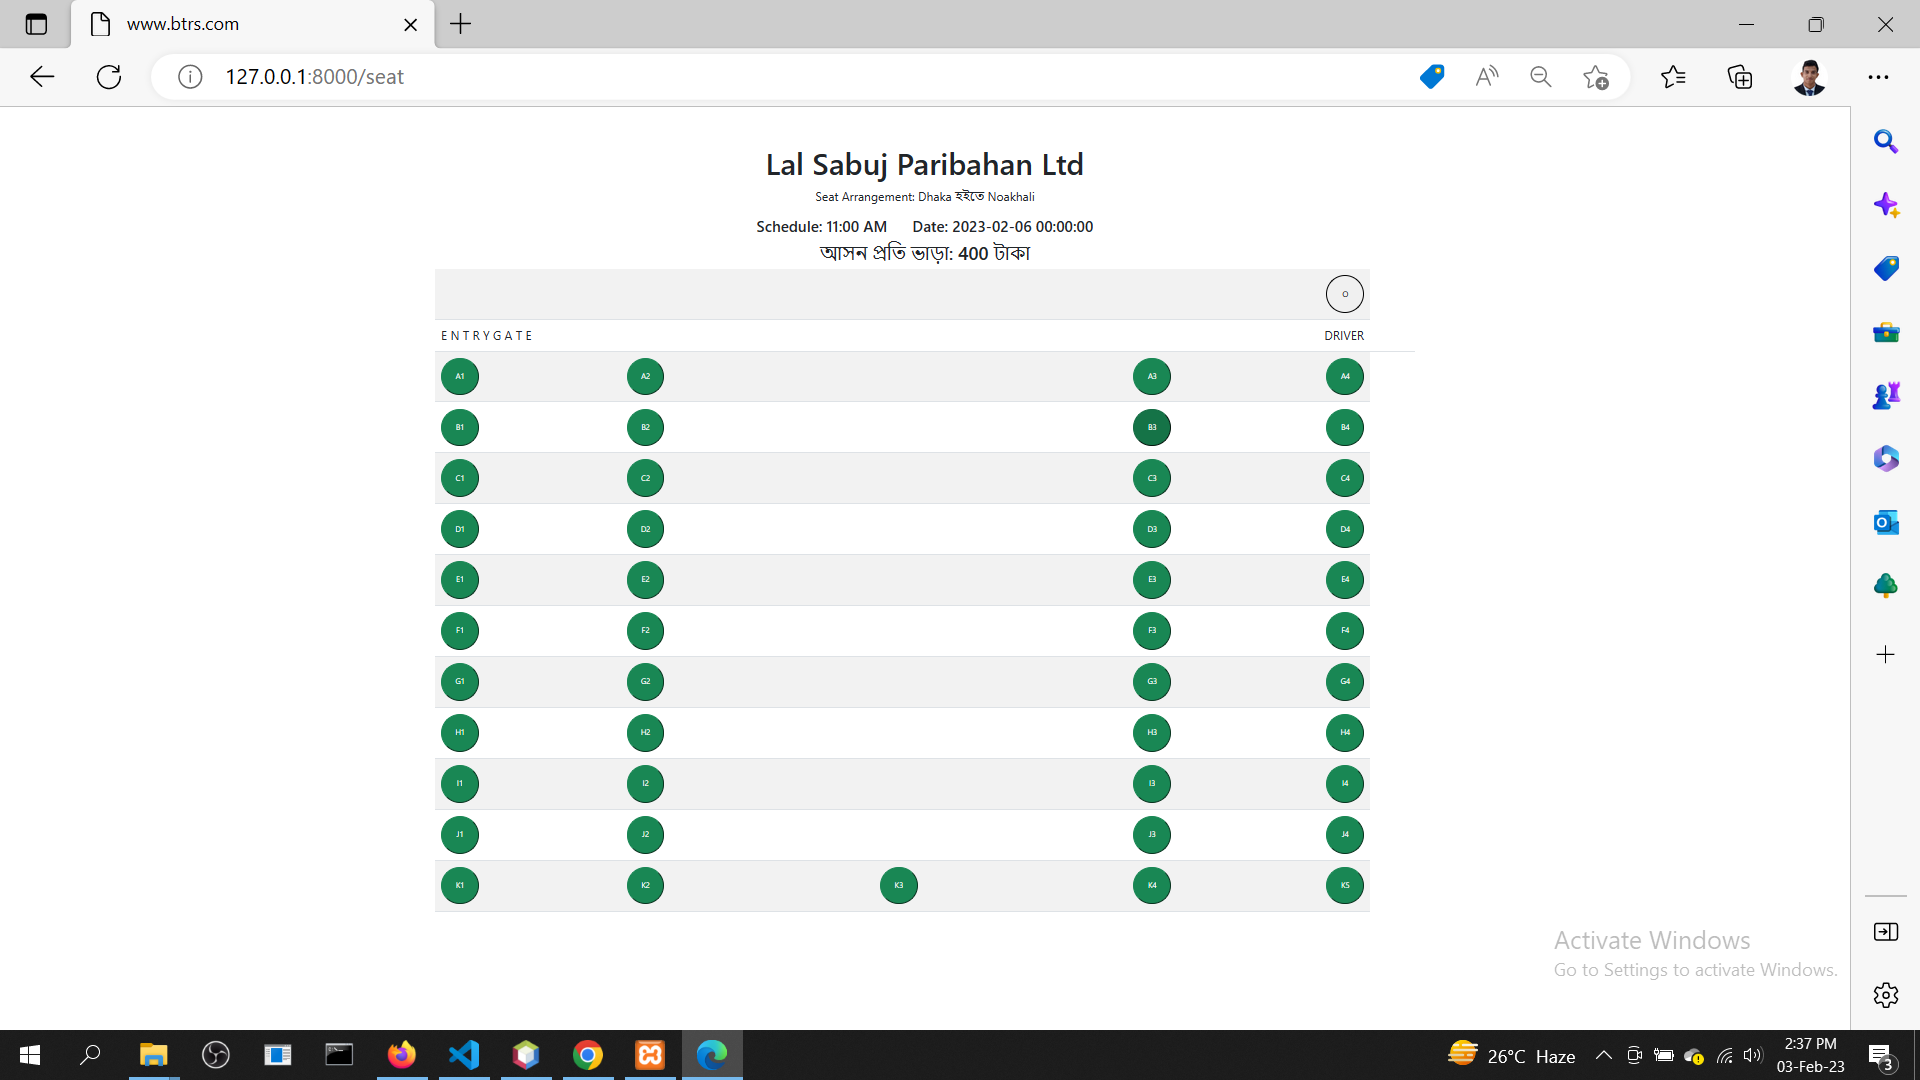 www.btrs.com
127.0.0.1:8000/seat
Lal Sabuj Paribahan Ltd
Seat Arrangement: Dhaka হইতে Noakhali
Schedule: 11:00 AM Date: 2023-02-06 00:00:00
আসন প্রতি ভাড়া: 400 টাকা
O
E N T R Y G A T E DRIVER
A1 A2 A3 A4
B1 B2 B3 B4
C1 C2 C3 C4
D1 D2 D3 D4
E1 E2 E3 E4
F1 F2 F3 F4
G1 G2 G3 G4
H1 H2 H3 H4
I1 I2 I3 I4
J1 J2 J3 J4
K1 K2 K3 K4 K5
Activate Windows
Go to Settings to activate Windows.
26°C Haze
2:37 PM
03-Feb-23
3